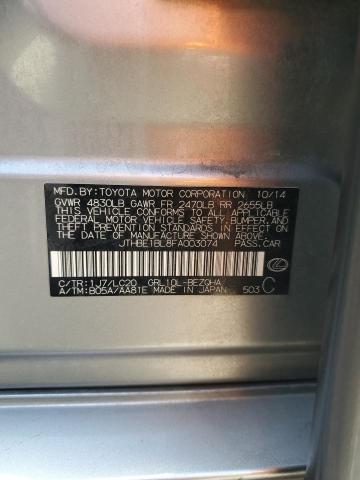 MFD.BY:TOYOTA MOTOR CORPORATION 10/14
GVWR 4830LB GAWR FR 2470LB RR 2655LB
THIS VEHICLE CONFORMS TO ALL APPLICABLE
FEDERAL MOTOR VEHICLE SAFETY, BUMPER, AND
THEFT PREVENTION STANDARDS IN EFFECT ON
THE DATE OF MANUFACTURE SHOWN ABOVE.
JTHBE1BL8FA003074 PASS.CAR
C/TR:1J7/LC20 GRL10L-BEZQHA C
A/TM:B05A/AA81E MADE IN JAPAN 503